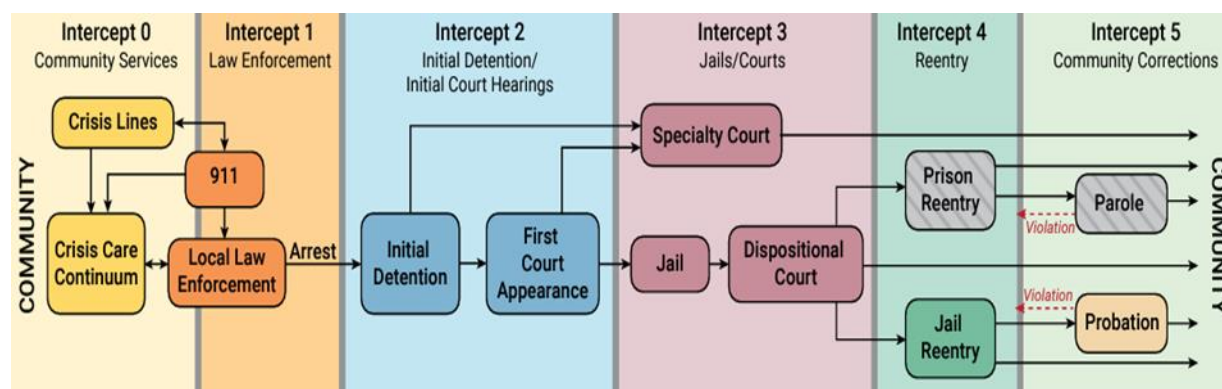 Intercept 0
Community Services
Intercept 1
Law Enforcement
Intercept 2
Initial Detention/
Initial Court Hearings
Intercept 3
Jails/Courts
Intercept 4
Reentry
Intercept 5
Community Corrections
COMMUNITY
Crisis Lines
911
Crisis Care
Continuum
Local Law
Enforcement
Arrest
Initial
Detention
First
Court
Appearance
Specialty Court
Jail
Dispositional
Court
Prison
Reentry
Parole
Violation
Jail
Reentry
Violation
Probation
COMMUNITY